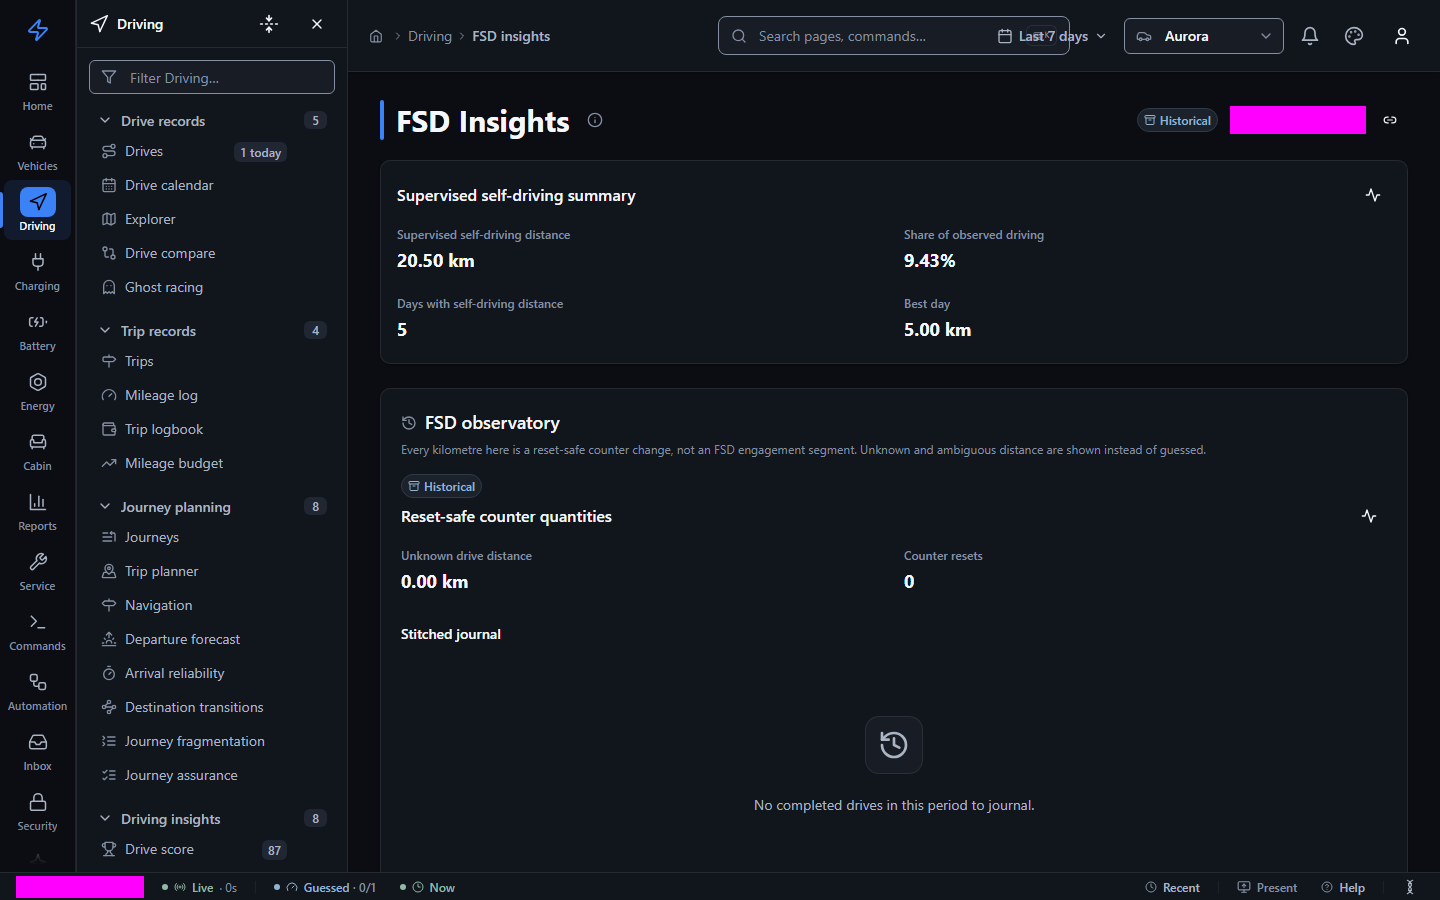 Driving
Driving
FSD insights
Search pages, commands...
Last 7 days
Aurora
Home
Vehicles
Driving
Charging
Battery
Energy
Cabin
Reports
Service
Commands
Automation
Inbox
Security
Filter Driving...
Drive records 5
Drives 1 today
Drive calendar
Explorer
Drive compare
Ghost racing
Trip records 4
Trips
Mileage log
Trip logbook
Mileage budget
Journey planning 8
Journeys
Trip planner
Navigation
Departure forecast
Arrival reliability
Destination transitions
Journey fragmentation
Journey assurance
Driving insights 8
Drive score 87
FSD Insights
Historical
Supervised self-driving summary
Supervised self-driving distance
20.50 km
Share of observed driving
9.43%
Days with self-driving distance
5
Best day
5.00 km
FSD observatory
Every kilometre here is a reset-safe counter change, not an FSD engagement segment. Unknown and ambiguous distance are shown instead of guessed.
Historical
Reset-safe counter quantities
Unknown drive distance
0.00 km
Counter resets
0
Stitched journal
No completed drives in this period to journal.
Live · 0s
Guessed · 0/1
Now
Recent
Present
Help